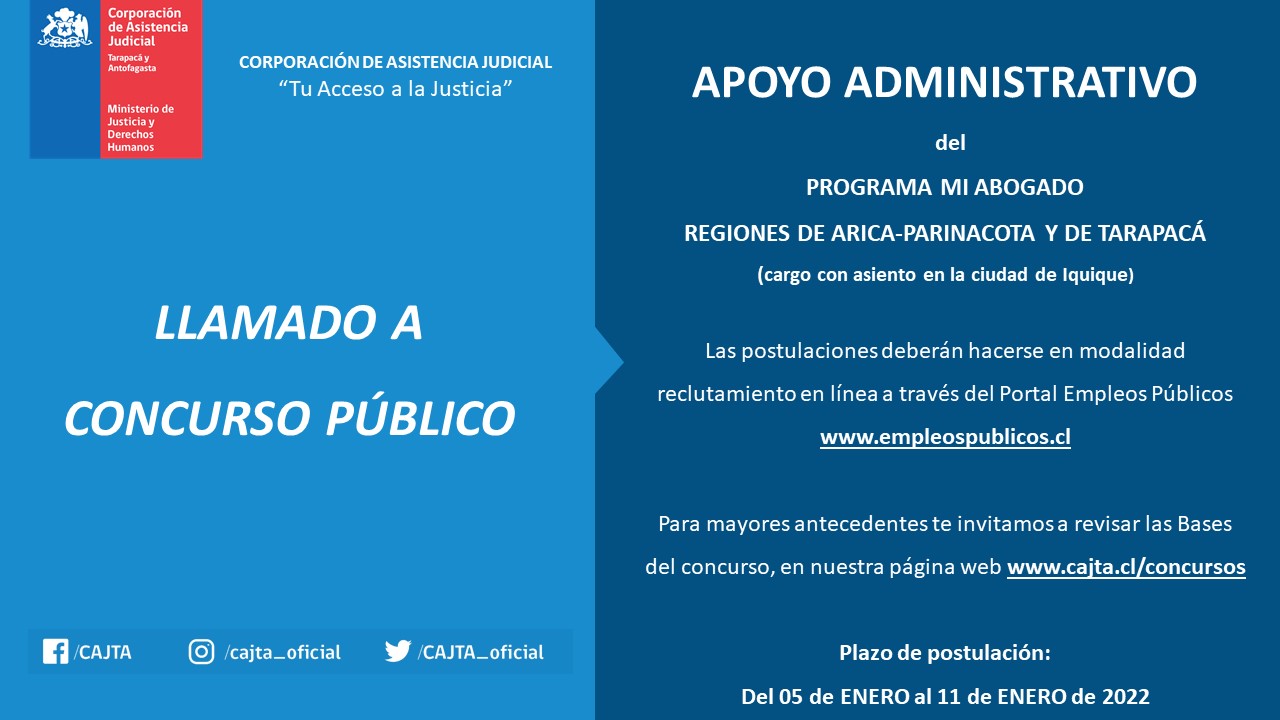 Corporación
de Asistencia
Judicial
Tarapacá y
Antofagasta
Ministerio de
Justicia y
Derechos
Humanos
CORPORACIÓN DE ASISTENCIA JUDICIAL
“Tu Acceso a la Justicia”
LLAMADO A
CONCURSO PÚBLICO
/CAJTA
/cajta_oficial
/CAJTA_oficial
APOYO ADMINISTRATIVO
del
PROGRAMA MI ABOGADO
REGIONES DE ARICA-PARINACOTA Y DE TARAPACÁ
(cargo con asiento en la ciudad de Iquique)
Las postulaciones deberán hacerse en modalidad
reclutamiento en línea a través del Portal Empleos Públicos
www.empleospublicos.cl
Para mayores antecedentes te invitamos a revisar las Bases
del concurso, en nuestra página web www.cajta.cl/concursos
Plazo de postulación:
Del 05 de ENERO al 11 de ENERO de 2022